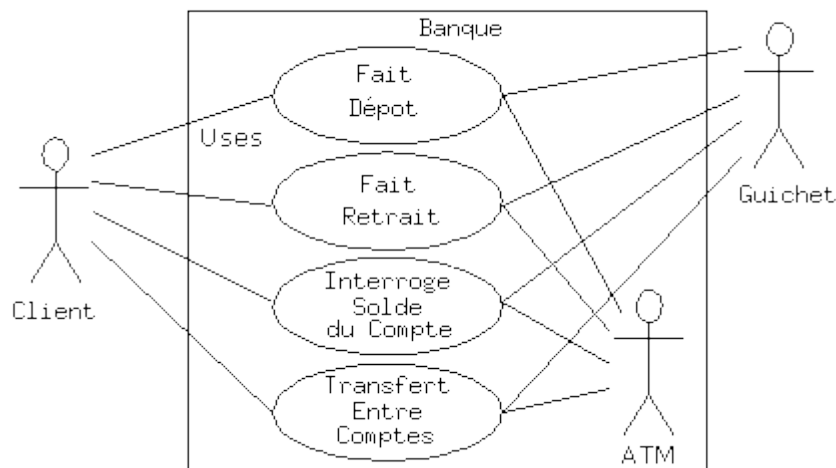 Banque
Fait
Dépot
Uses
Fait
Retrait
Guichet
Interroge
Solde
du Compte
Client
Transfert
Entre
Comptes
ATM